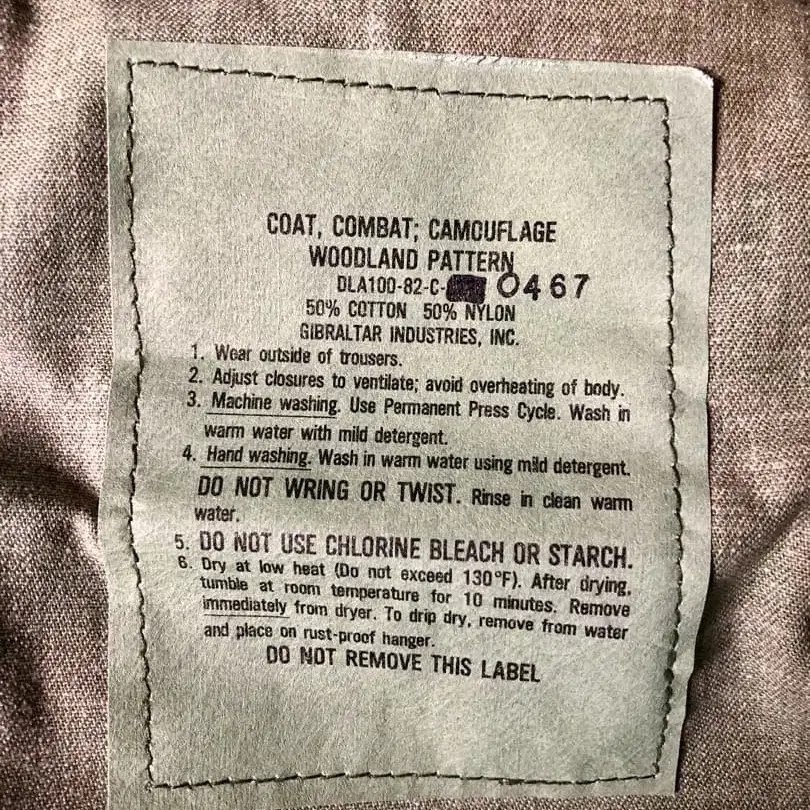 COAT, COMBAT; CAMOUFLAGE
WOODLAND PATTERN
DLA100-82-C- 0467
50% COTTON 50% NYLON
GIBRALTAR INDUSTRIES, INC.
1. Wear outside of trousers.
2. Adjust closures to ventilate; avoid overheating of body.
3. Machine washing. Use Permanent Press Cycle. Wash in
warm water with mild detergent.
4. Hand washing. Wash in warm water using mild detergent.
DO NOT WRING OR TWIST. Rinse in clean warm
water.
5. DO NOT USE CHLORINE BLEACH OR STARCH.
6. Dry at low heat (Do not exceed 130°F). After drying,
tumble at room temperature for 10 minutes. Remove
immediately from dryer. To drip dry, remove from water
and place on rust-proof hanger.
DO NOT REMOVE THIS LABEL